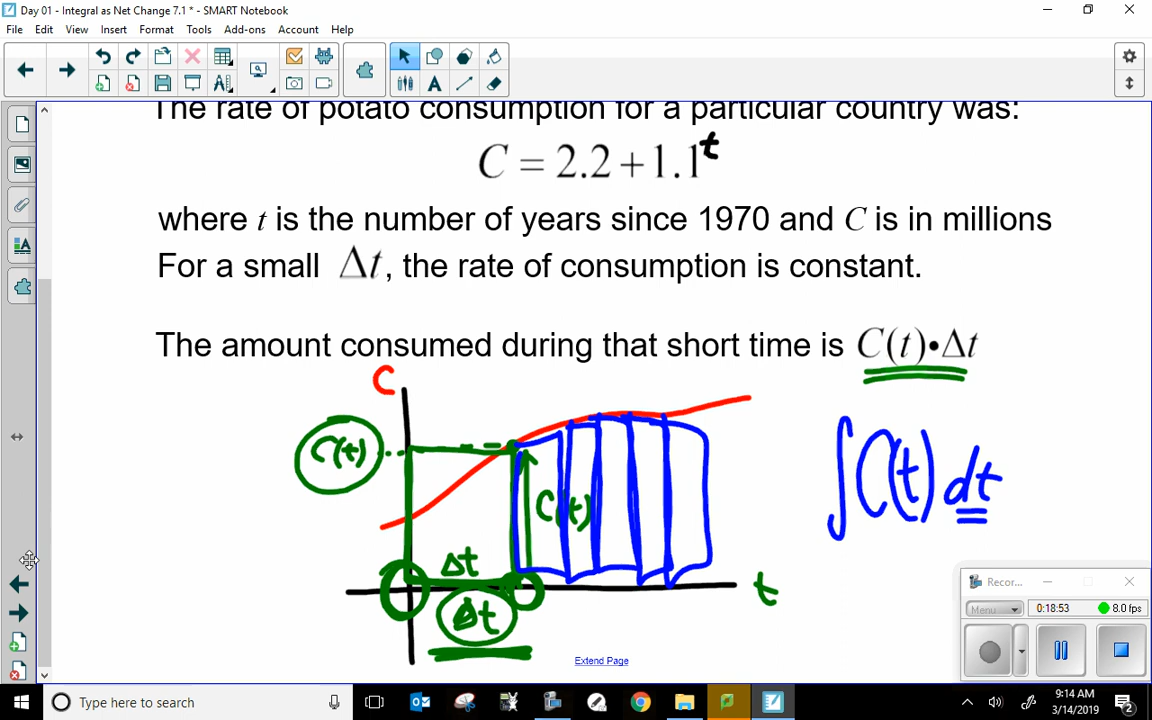 Day 01 - Integral as Net Change 7.1 * - SMART Notebook
File Edit View Insert Format Tools Add-ons Account Help
The rate of potato consumption for a particular country was:
C = 2.2 + 1.1^t
where t is the number of years since 1970 and C is in millions
For a small Δt, the rate of consumption is constant.
The amount consumed during that short time is C(t)•Δt
C
C(t)
C(t)
∫C(t) dt
Δt
Δt
t
Extend Page
Recor...
Menu
0:18:53
8.0 fps
Type here to search
9:14 AM
3/14/2019
2